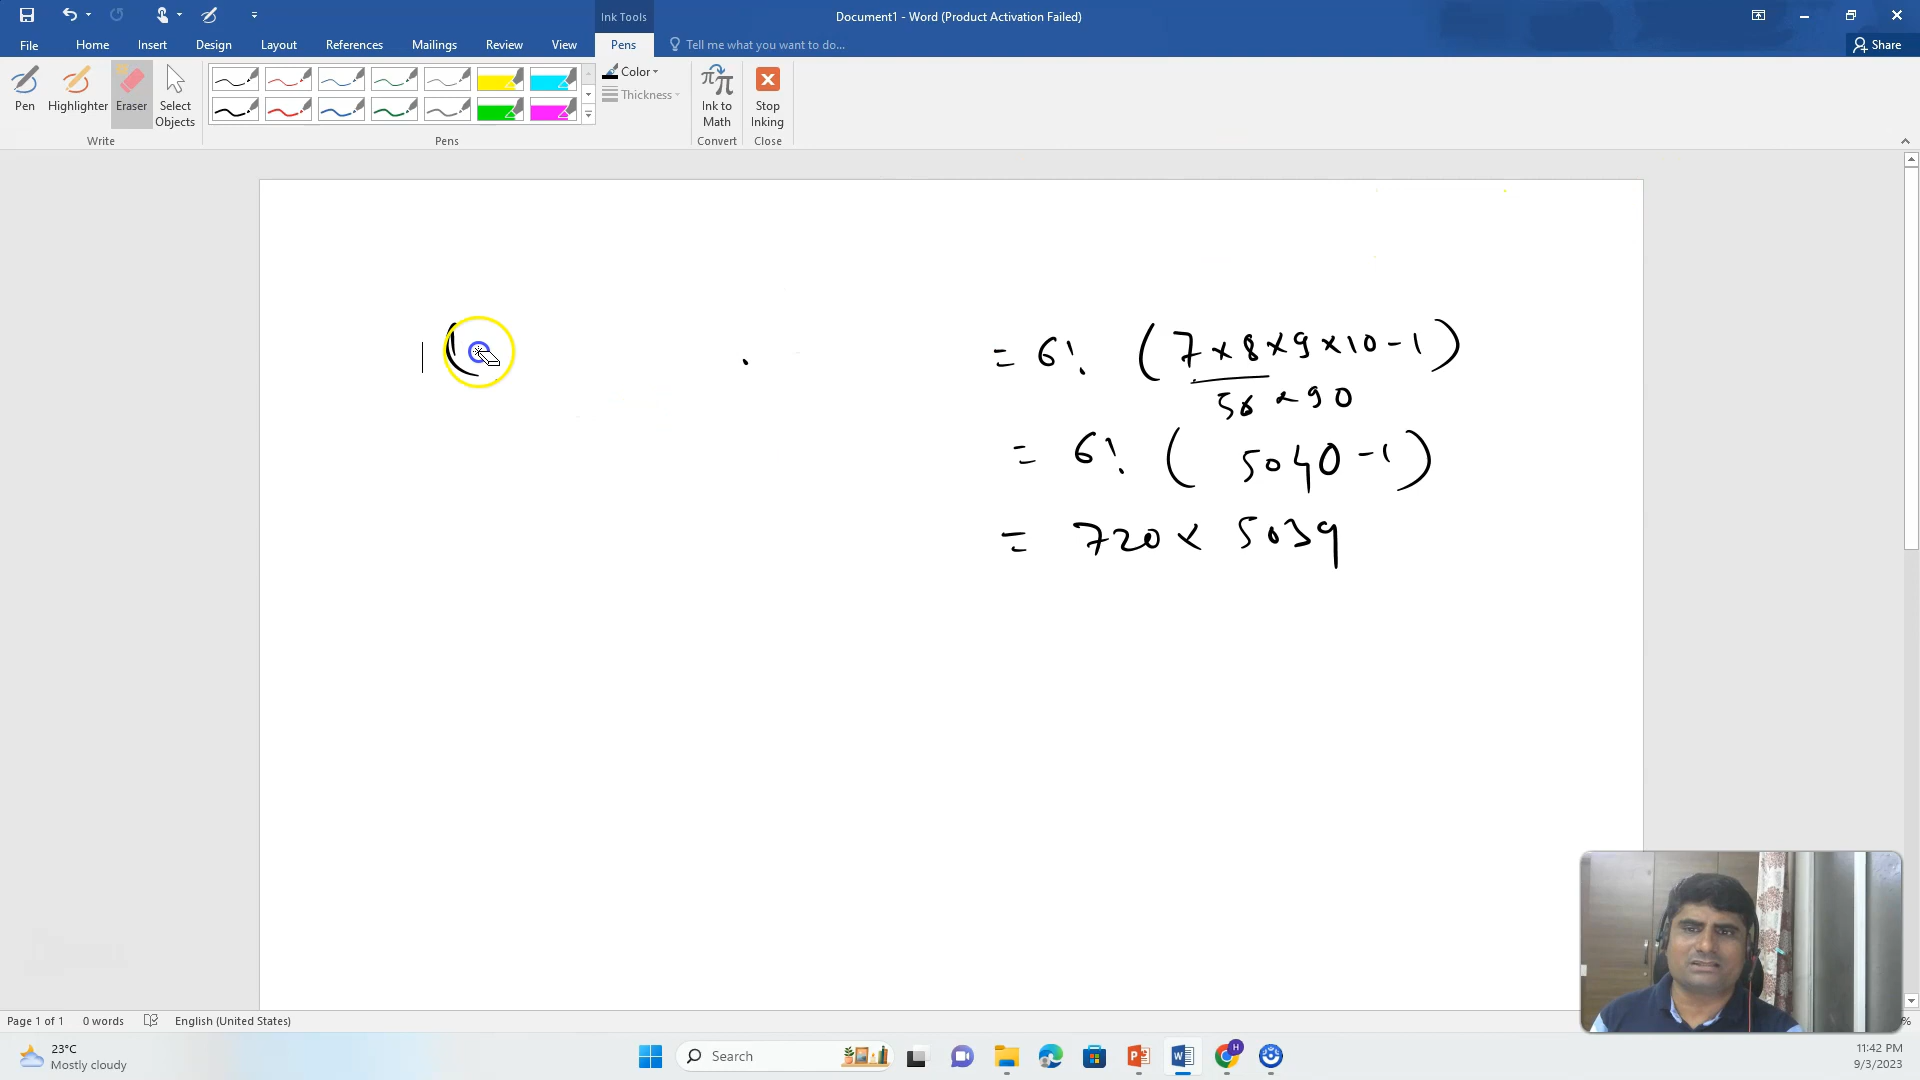 Ink Tools
Document1 - Word (Product Activation Failed)
File Home Insert Design Layout References Mailings Review View Pens Tell me what you want to do... Share
Pen Highlighter Eraser Select Objects
Color
Thickness
Ink to Math
Stop Inking
Write Pens Convert Close
(
= 6! (7×8×9×10-1)
56 × 90
= 6! ( 5040-1)
= 720 × 5039
Page 1 of 1 0 words English (United States) %
23°C
Mostly cloudy
Search
H
11:42 PM
9/3/2023